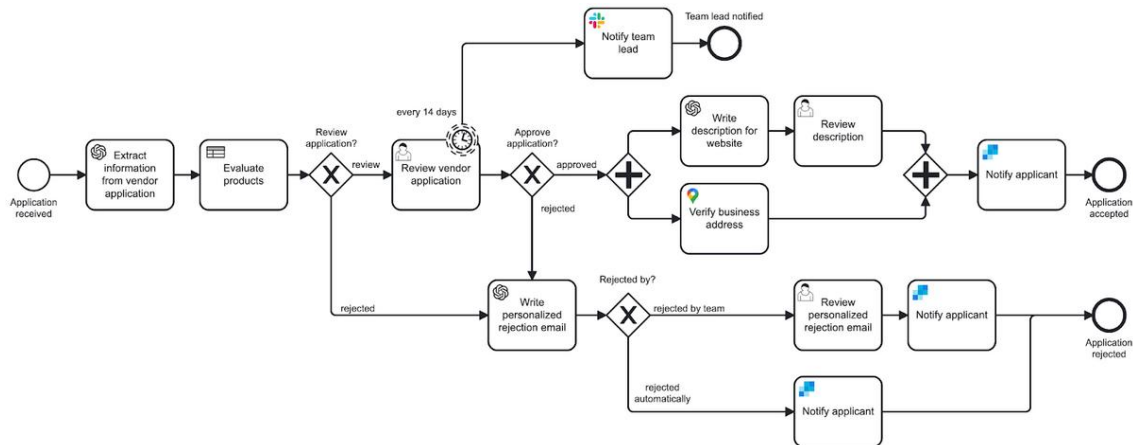 Team lead notified
Notify team
lead
every 14 days
Review
application?
Approve
application?
Write
description for
website
Review
description
Extract
information
from vendor
application
Evaluate
products
review
Review vendor
application
approved
Notify applicant
Application
received
Application
accepted
rejected
Verify business
address
Rejected by?
rejected
Write
personalized
rejection email
rejected by team
Review
personalized
rejection email
Notify applicant
Application
rejected
rejected
automatically
Notify applicant